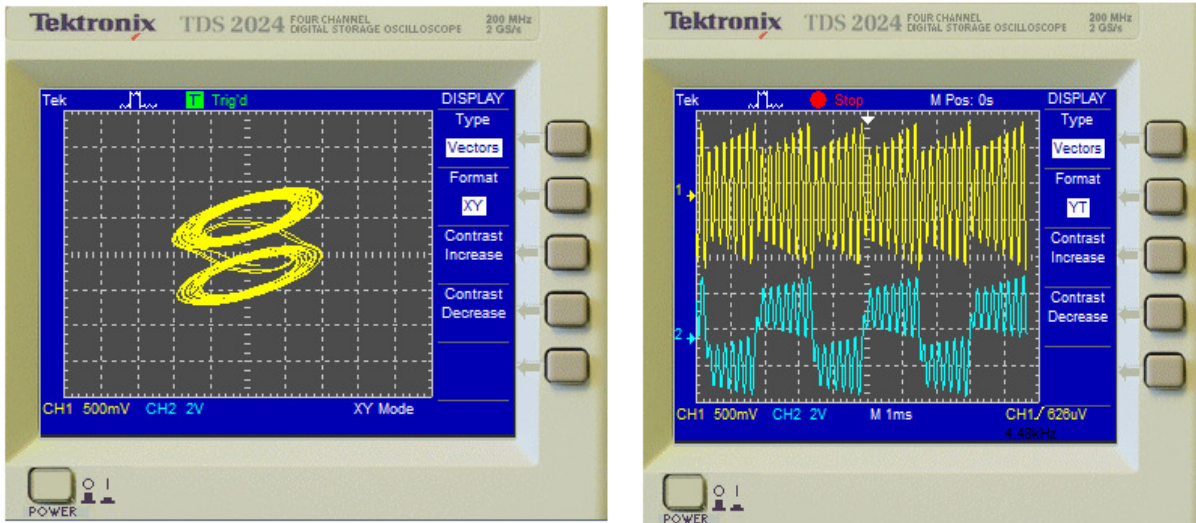 Tektronix TDS 2024 FOUR CHANNEL DIGITAL STORAGE OSCILLOSCOPE 200 MHz 2 GS/s
Tek T Trig'd DISPLAY
Type
Vectors
Format
XY
Contrast
Increase
Contrast
Decrease
CH1 500mV CH2 2V XY Mode
POWER
Tektronix TDS 2024 FOUR CHANNEL DIGITAL STORAGE OSCILLOSCOPE 200 MHz 2 GS/s
Tek Stop M Pos: 0s DISPLAY
Type
Vectors
1
Format
YT
Contrast
Increase
Contrast
Decrease
2
CH1 500mV CH2 2V M 1ms CH1 626uV
4.48kHz
POWER